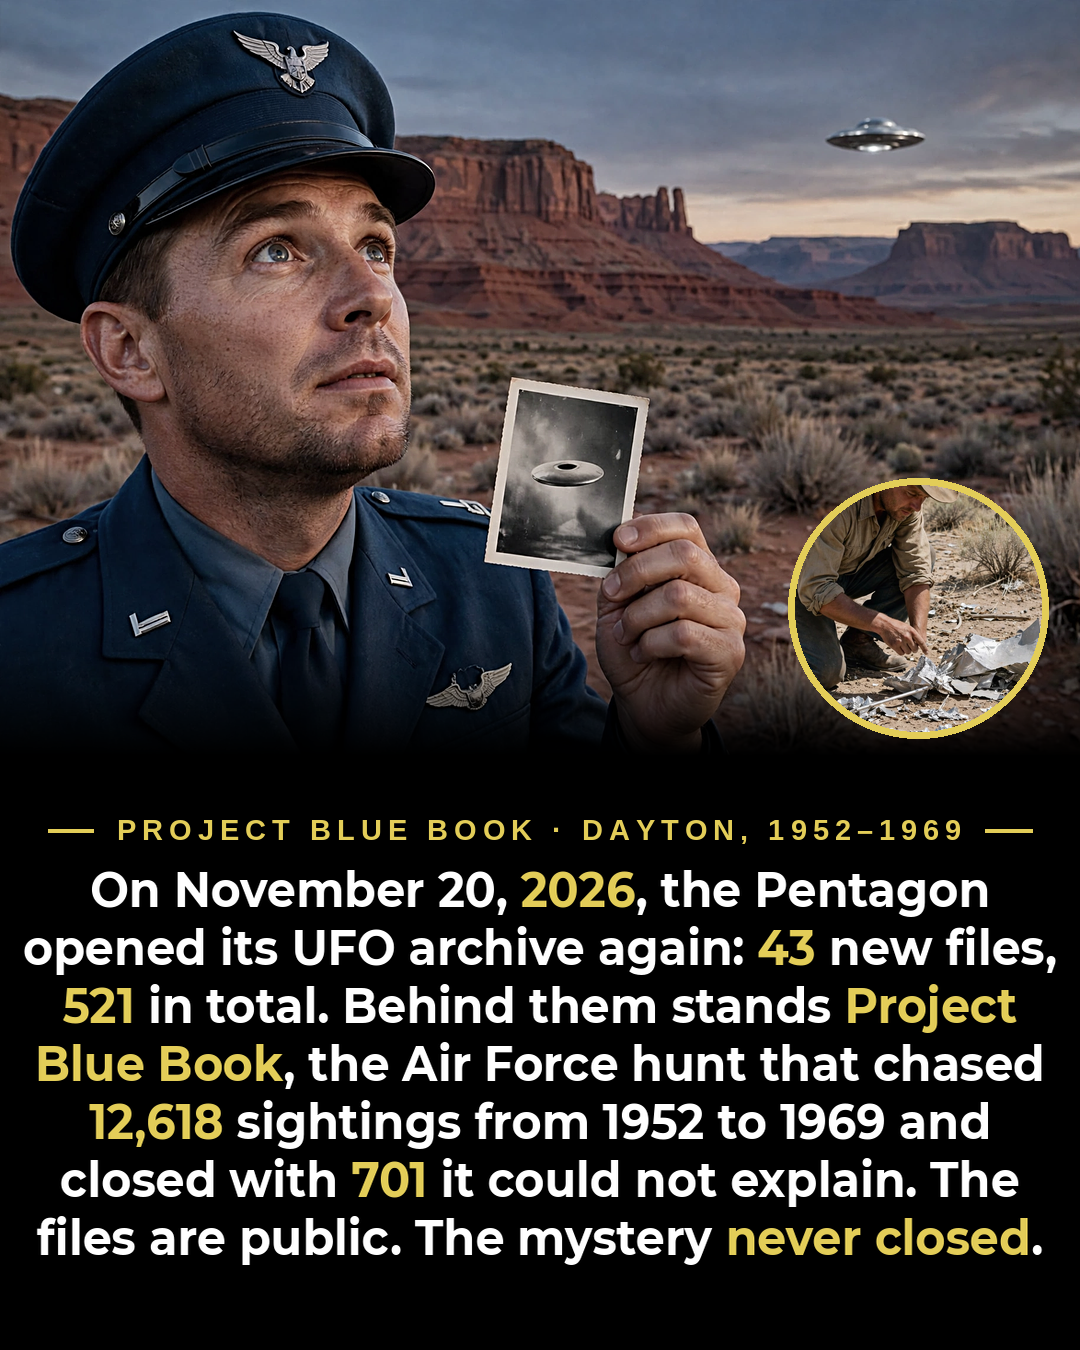 PROJECT BLUE BOOK · DAYTON, 1952–1969
On November 20, 2026, the Pentagon
opened its UFO archive again: 43 new files,
521 in total. Behind them stands Project
Blue Book, the Air Force hunt that chased
12,618 sightings from 1952 to 1969 and
closed with 701 it could not explain. The
files are public. The mystery never closed.